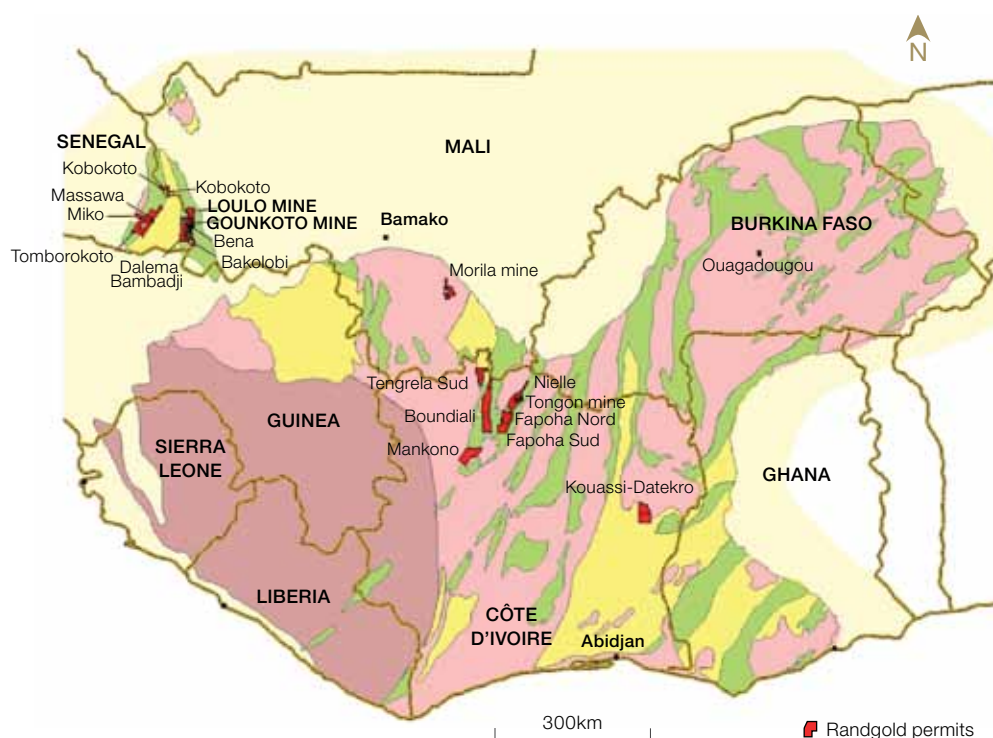 N
SENEGAL
MALI
Kobokoto
Kobokoto
Massawa
LOULO MINE
Miko
GOUNKOTO MINE
Bamako
BURKINA FASO
Bena
Tomborokoto
Bakolobi
Dalema
Bambadji
Morila mine
Ouagadougou
Tengrela Sud
Nielle
Tongon mine
Boundiali
Fapoha Nord
GUINEA
Fapoha Sud
SIERRA
LEONE
Mankono
GHANA
Kouassi-Datekro
LIBERIA
CÔTE
D'IVOIRE
Abidjan
300km
Randgold permits